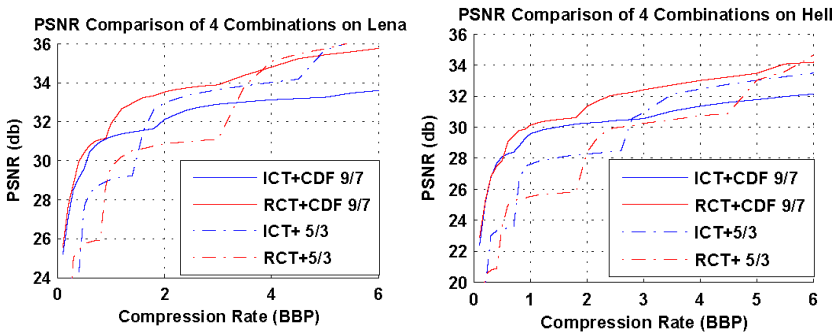 PSNR Comparison of 4 Combinations on Lena
36
34
32
30
28
26
24
PSNR (db)
ICT+CDF 9/7
RCT+CDF 9/7
ICT+ 5/3
RCT+5/3
0 2 4 6
Compression Rate (BBP)
PSNR Comparison of 4 Combinations on Hell
36
34
32
30
28
26
24
22
20
PSNR (db)
ICT+CDF 9/7
RCT+CDF 9/7
ICT+5/3
RCT+ 5/3
0 1 2 3 4 5 6
Compression Rate (BBP)